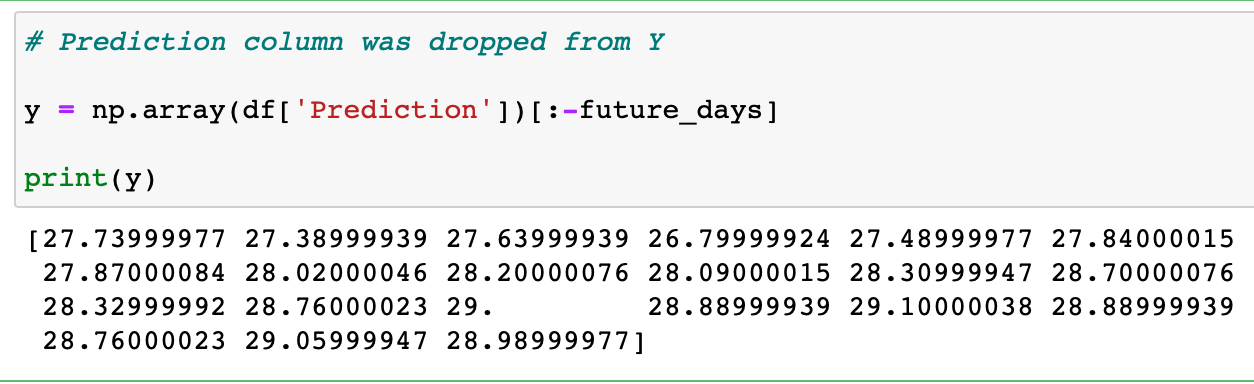 # Prediction column was dropped from Y
y = np.array(df['Prediction'])[:-future_days]
print(y)
[27.73999977 27.38999939 27.63999939 26.79999924 27.48999977 27.84000015
27.87000084 28.02000046 28.20000076 28.09000015 28.30999947 28.70000076
28.32999992 28.76000023 29. 28.88999939 29.10000038 28.88999939
28.76000023 29.05999947 28.98999977]